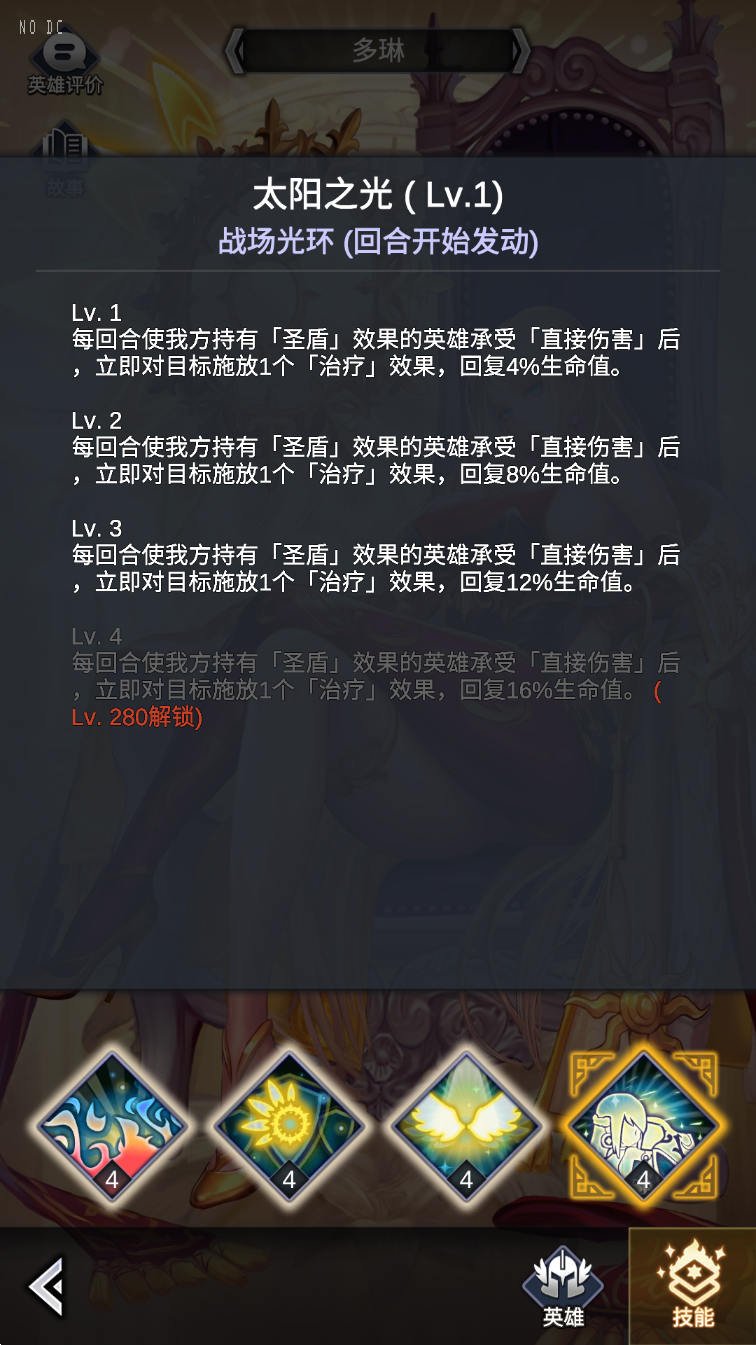 NO DC
多琳
英雄评价
故事
太阳之光 ( Lv.1)
战场光环 (回合开始发动)
Lv. 1
每回合使我方持有「圣盾」效果的英雄承受「直接伤害」后
，立即对目标施放1个「治疗」效果，回复4%生命值。
Lv. 2
每回合使我方持有「圣盾」效果的英雄承受「直接伤害」后
，立即对目标施放1个「治疗」效果，回复8%生命值。
Lv. 3
每回合使我方持有「圣盾」效果的英雄承受「直接伤害」后
，立即对目标施放1个「治疗」效果，回复12%生命值。
Lv. 4
每回合使我方持有「圣盾」效果的英雄承受「直接伤害」后
，立即对目标施放1个「治疗」效果，回复16%生命值。 (
Lv. 280解锁)
4 4 4 4
英雄 技能